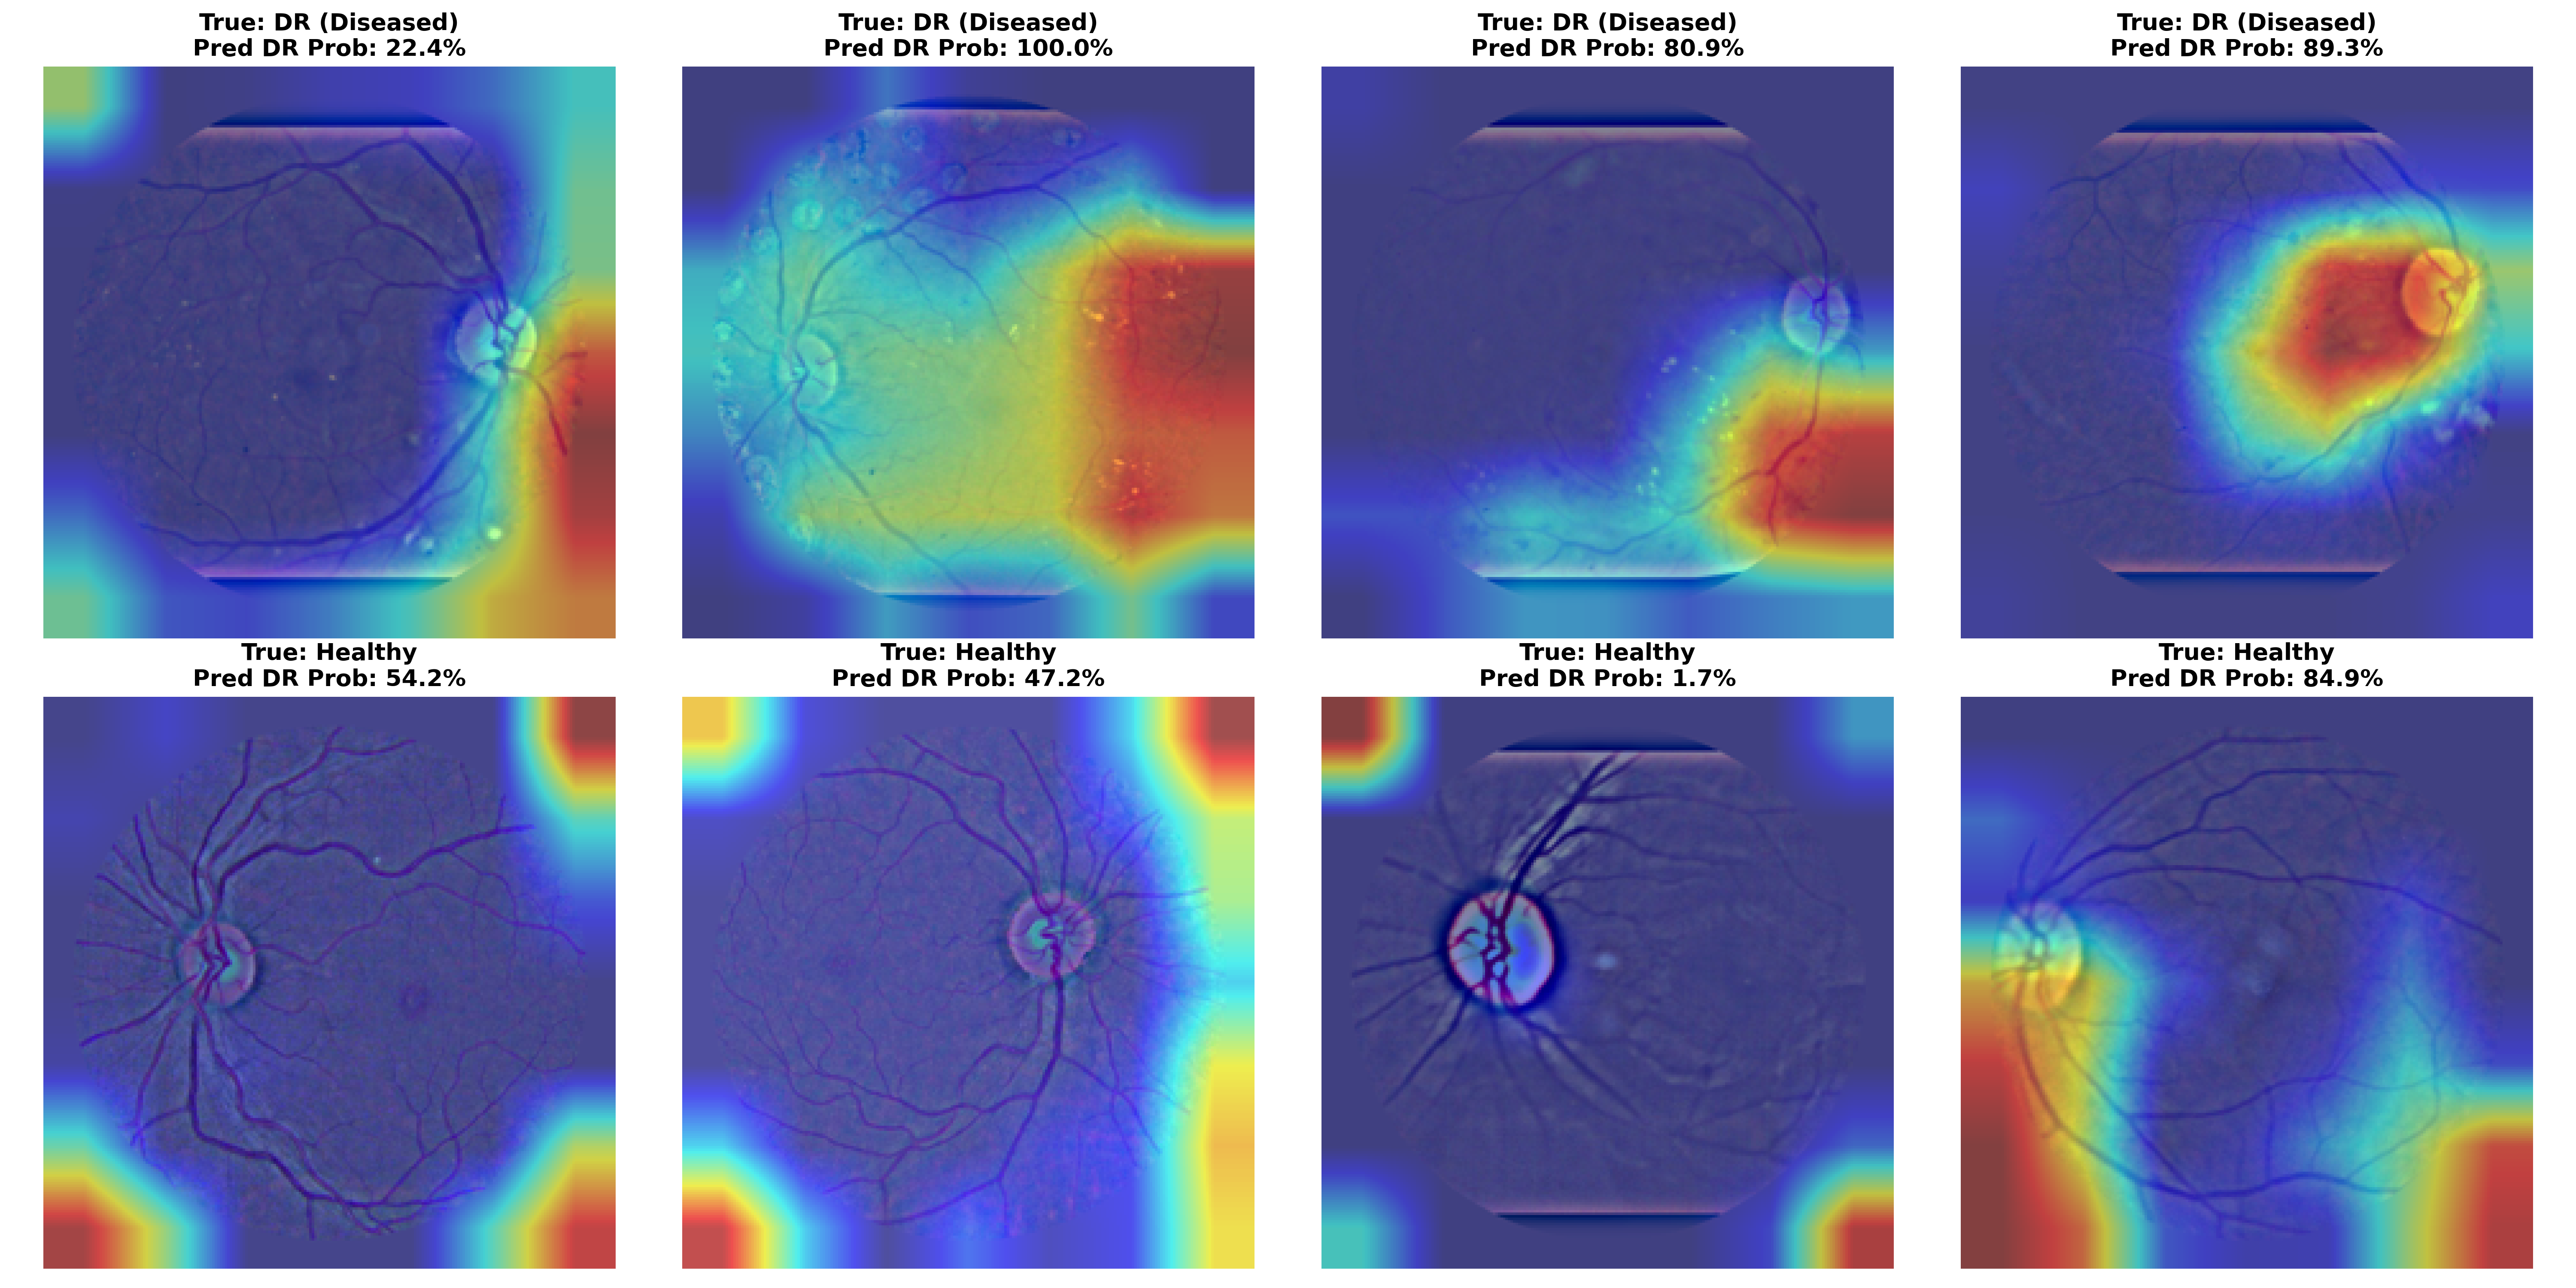 True: DR (Diseased)
Pred DR Prob: 22.4%
True: DR (Diseased)
Pred DR Prob: 100.0%
True: DR (Diseased)
Pred DR Prob: 80.9%
True: DR (Diseased)
Pred DR Prob: 89.3%
True: Healthy
Pred DR Prob: 54.2%
True: Healthy
Pred DR Prob: 47.2%
True: Healthy
Pred DR Prob: 1.7%
True: Healthy
Pred DR Prob: 84.9%